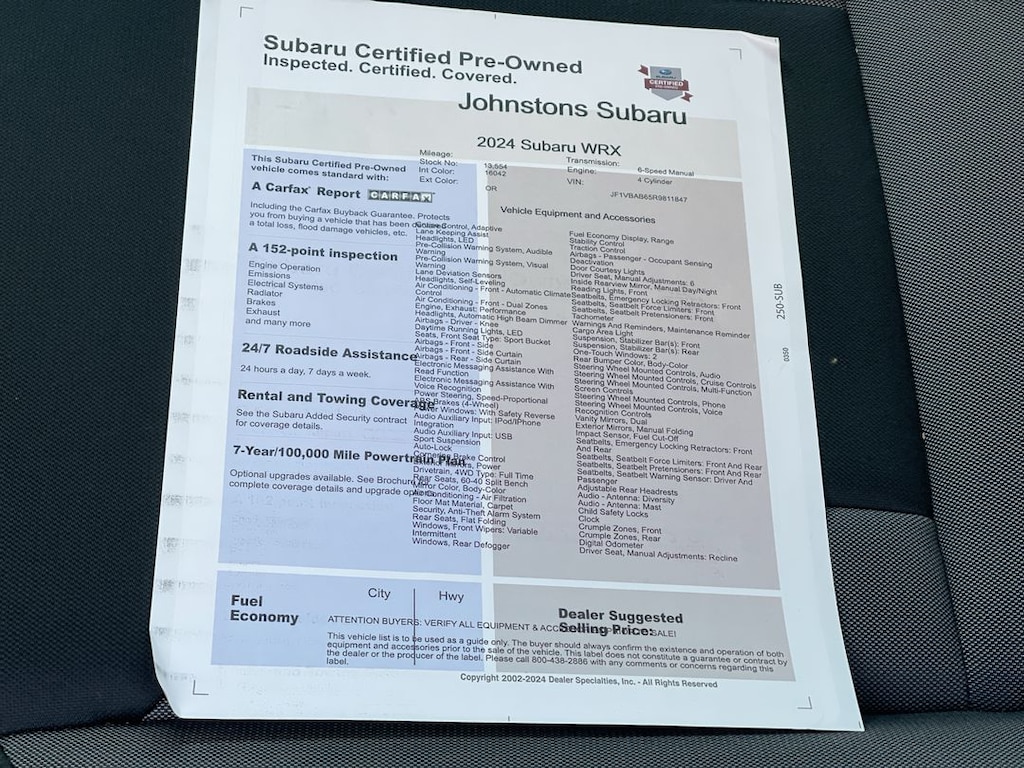 Subaru Certified Pre-Owned
Inspected. Certified. Covered.
SUBARU
CERTIFIED
PRE-OWNED
Johnstons Subaru
2024 Subaru WRX
Mileage: 13,554
Stock No: 16042
Int Color:
Ext Color: OR
Transmission: 6-Speed Manual
Engine: 4 Cylinder
VIN: JF1VBAB65R9811847
This Subaru Certified Pre-Owned
vehicle comes standard with:
A Carfax® Report CARFAX
Including the Carfax Buyback Guarantee. Protects
you from buying a vehicle that has been
a total loss, flood damage vehicles, etc.
A 152-point inspection
Engine Operation
Emissions
Electrical Systems
Radiator
Brakes
Exhaust
and many more
24/7 Roadside Assistance
24 hours a day, 7 days a week.
Rental and Towing Coverage
See the Subaru Added Security contract
for coverage details.
7-Year/100,000 Mile Powertrain Plan
Optional upgrades available. See Brochure for
complete coverage details and upgrade options.
Vehicle Equipment and Accessories
Cruise Control, Adaptive
Lane Keeping Assist
Headlights, LED
Pre-Collision Warning System, Audible
Warning
Pre-Collision Warning System, Visual
Warning
Lane Deviation Sensors
Headlights, Self-Leveling
Air Conditioning - Front - Automatic Climate
Control
Air Conditioning - Front - Dual Zones
Engine, Exhaust: Performance
Headlights, Automatic High Beam Dimmer
Airbags - Driver - Knee
Daytime Running Lights, LED
Seats, Front Seat Type: Sport Bucket
Airbags - Front - Side
Airbags - Front - Side Curtain
Airbags - Rear - Side Curtain
Electronic Messaging Assistance With
Read Function
Electronic Messaging Assistance With
Voice Recognition
Power Steering, Speed-Proportional
ABS Brakes (4-Wheel)
Power Windows: With Safety Reverse
Audio Auxiliary Input: IPod/IPhone
Integration
Audio Auxiliary Input: USB
Sport Suspension
Auto-Lock
Cornering Brake Control
Exterior Mirrors, Power
Drivetrain, 4WD Type: Full Time
Rear Seats, 60-40 Split Bench
Mirror Color, Body-Color
Air Conditioning - Air Filtration
Floor Mat Material, Carpet
Security, Anti-Theft Alarm System
Rear Seats, Flat Folding
Windows, Front Wipers: Variable
Intermittent
Windows, Rear Defogger
Fuel Economy Display, Range
Stability Control
Traction Control
Airbags - Passenger - Occupant Sensing
Deactivation
Door Courtesy Lights
Driver Seat, Manual Adjustments: 6
Inside Rearview Mirror, Manual Day/Night
Reading Lights, Front
Seatbelts, Emergency Locking Retractors: Front
Seatbelts, Seatbelt Force Limiters: Front
Seatbelts, Seatbelt Pretensioners: Front
Tachometer
Warnings And Reminders, Maintenance Reminder
Cargo Area Light
Suspension, Stabilizer Bar(s): Front
Suspension, Stabilizer Bar(s): Rear
One-Touch Windows: 2
Rear Bumper Color, Body-Color
Steering Wheel Mounted Controls, Audio
Steering Wheel Mounted Controls, Cruise Controls
Steering Wheel Mounted Controls, Multi-Function
Screen Controls
Steering Wheel Mounted Controls, Phone
Steering Wheel Mounted Controls, Voice
Recognition Controls
Vanity Mirrors, Dual
Exterior Mirrors, Manual Folding
Impact Sensor, Fuel Cut-Off
Seatbelts, Emergency Locking Retractors: Front
And Rear
Seatbelts, Seatbelt Force Limiters: Front And Rear
Seatbelts, Seatbelt Pretensioners: Front And Rear
Seatbelts, Seatbelt Warning Sensor: Driver And
Passenger
Adjustable Rear Headrests
Audio - Antenna: Diversity
Audio - Antenna: Mast
Child Safety Locks
Clock
Crumple Zones, Front
Crumple Zones, Rear
Digital Odometer
Driver Seat, Manual Adjustments: Recline
250-SUB
0350
Fuel
Economy
City
Hwy
Dealer Suggested
Selling Price:
ATTENTION BUYERS: VERIFY ALL EQUIPMENT & SALE!
This vehicle list is to be used as a guide only. The buyer should always confirm the existence and operation of both
equipment and accessories prior to the sale of the vehicle. This label does not constitute a guarantee or contract by
the dealer or the producer of the label. Please call 800-438-2886 with any comments or concerns regarding this
label.
Copyright 2002-2024 Dealer Specialties, Inc. - All Rights Reserved